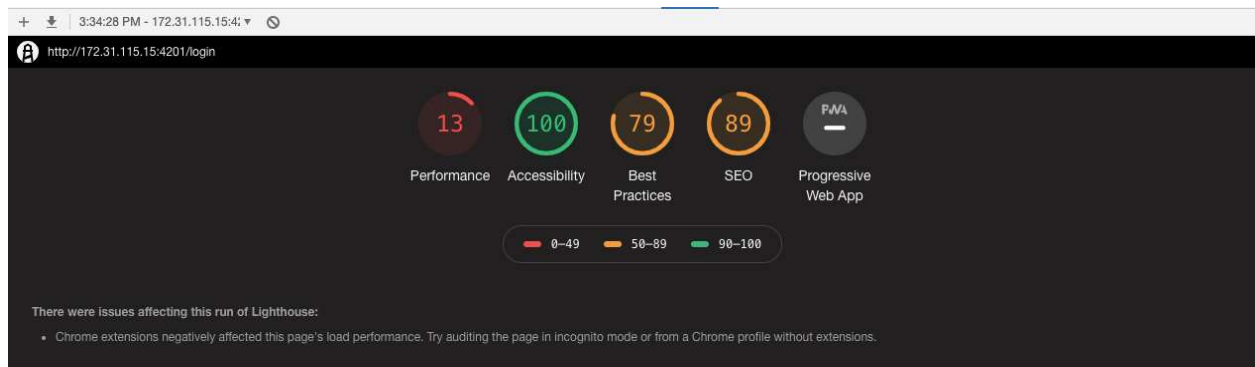 3:34:28 PM - 172.31.115.15:42
http://172.31.115.15:4201/login
13
100
79
89
PWA
Performance
Accessibility
Best
Practices
SEO
Progressive
Web App
0–49
50–89
90–100
There were issues affecting this run of Lighthouse:
• Chrome extensions negatively affected this page's load performance. Try auditing the page in incognito mode or from a Chrome profile without extensions.